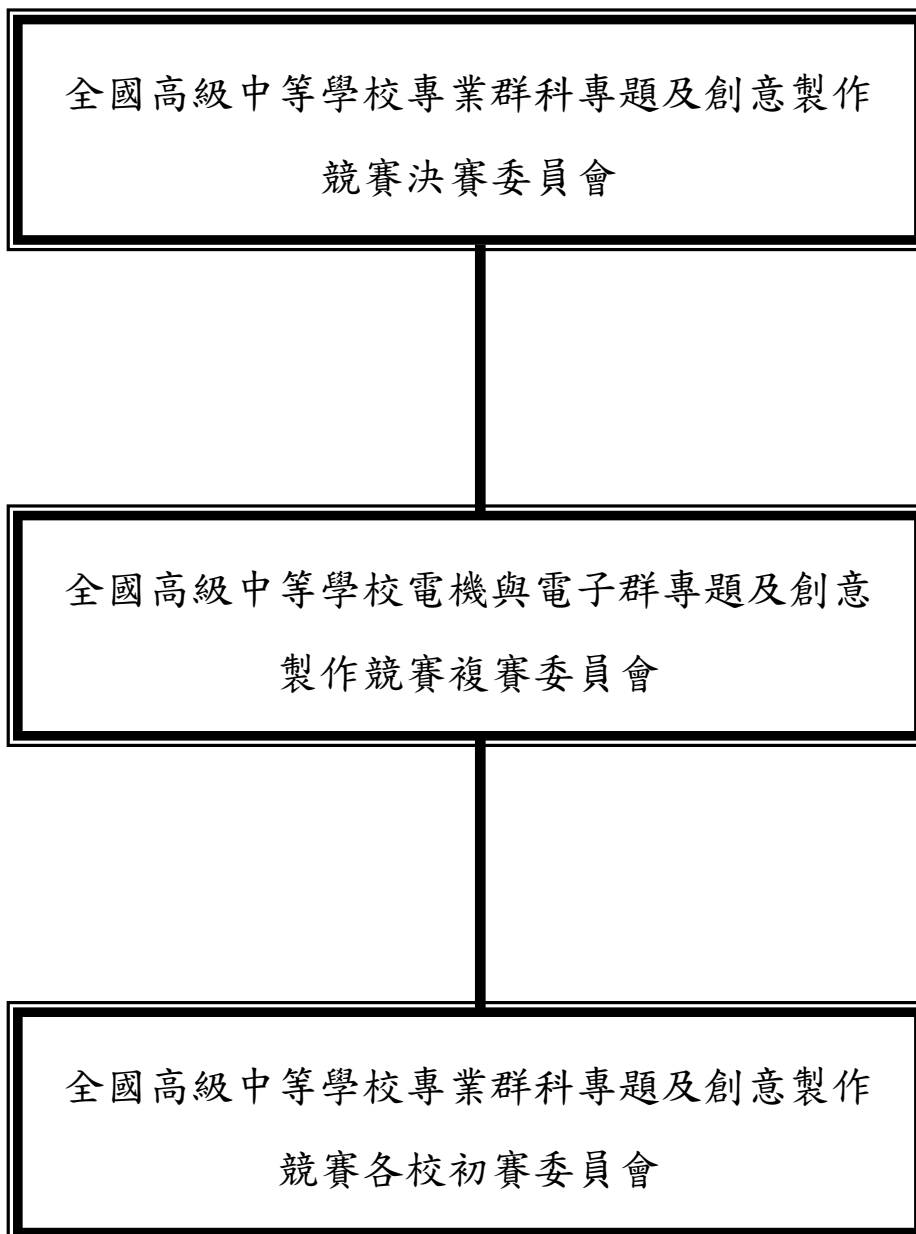 全國高級中等學校專業群科專題及創意製作
競賽決賽委員會
全國高級中等學校電機與電子群專題及創意
製作競賽複賽委員會
全國高級中等學校專業群科專題及創意製作
競賽各校初賽委員會